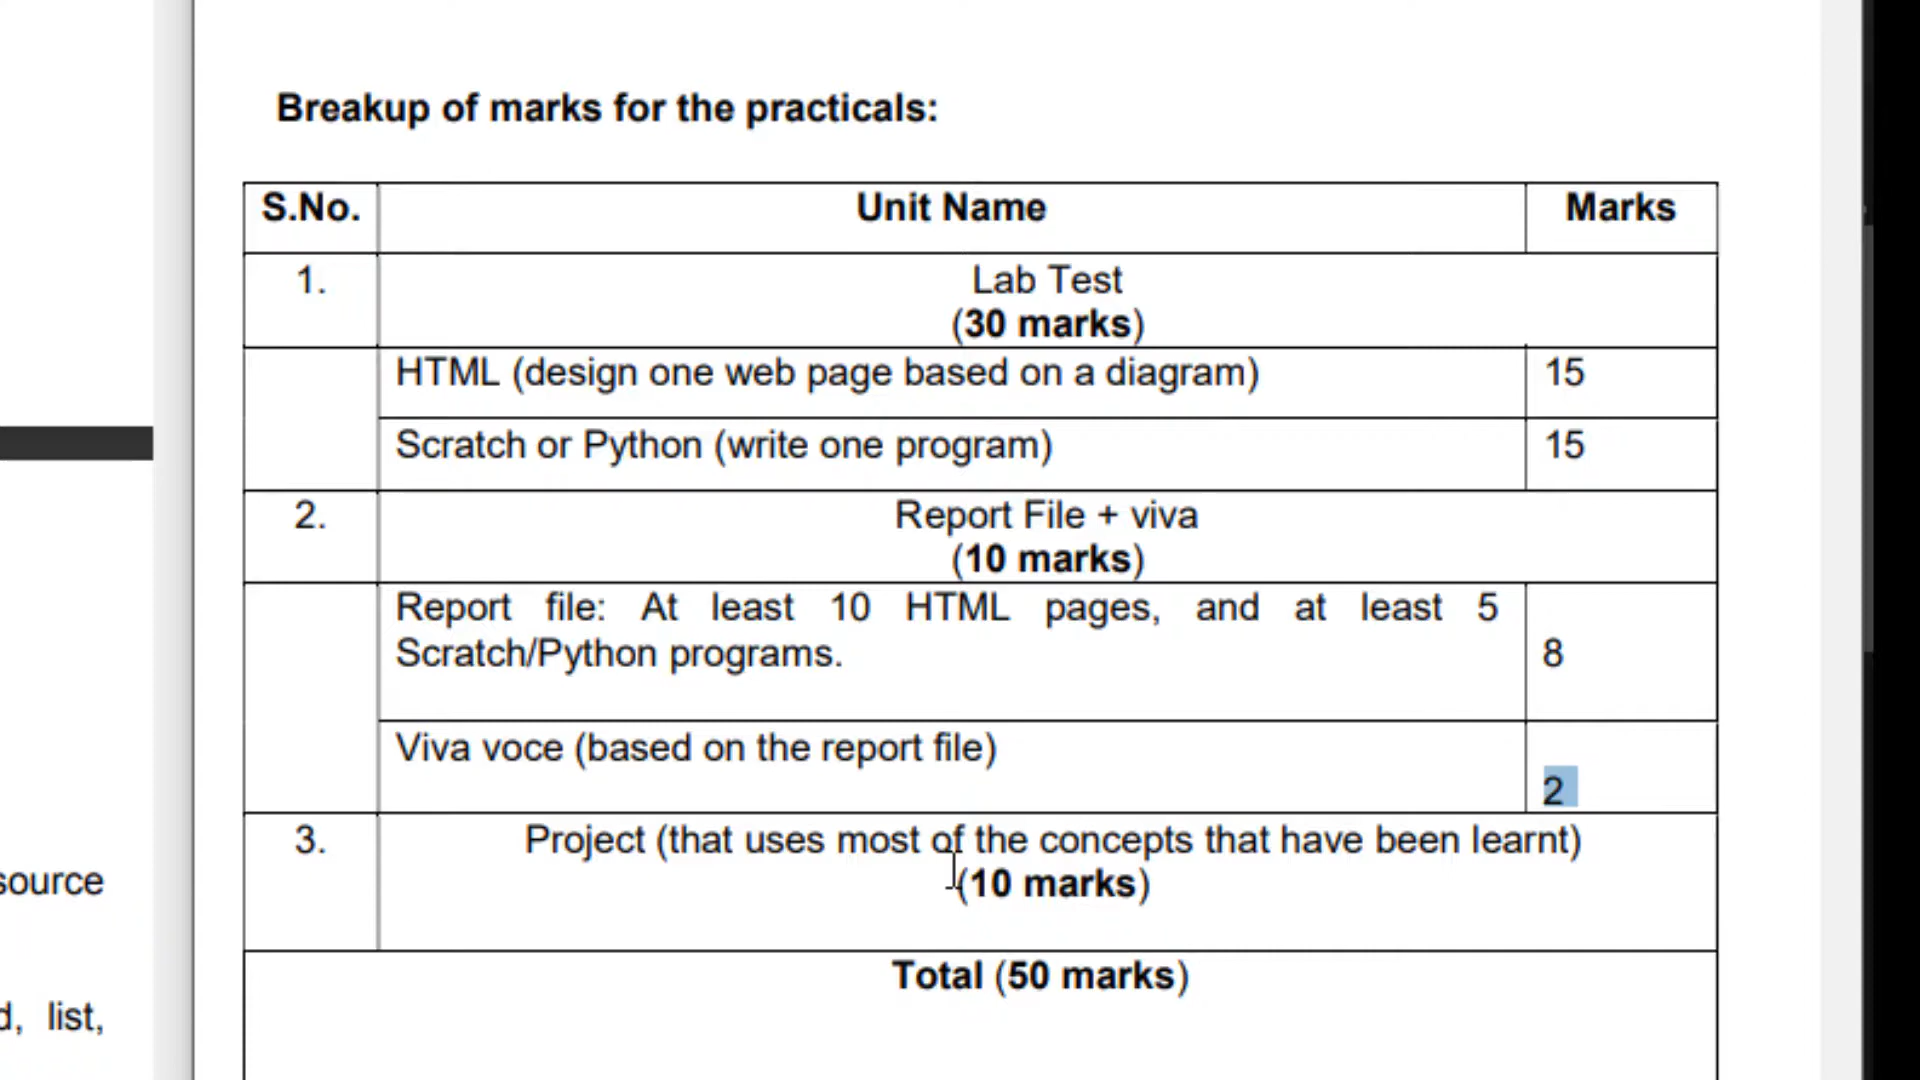 Breakup of marks for the practicals:
S.No. Unit Name Marks
1. Lab Test
(30 marks)
HTML (design one web page based on a diagram) 15
Scratch or Python (write one program) 15
2. Report File + viva
(10 marks)
Report file: At least 10 HTML pages, and at least 5
Scratch/Python programs. 8
Viva voce (based on the report file)
2
3. Project (that uses most of the concepts that have been learnt)
(10 marks)
Total (50 marks)
source
list,